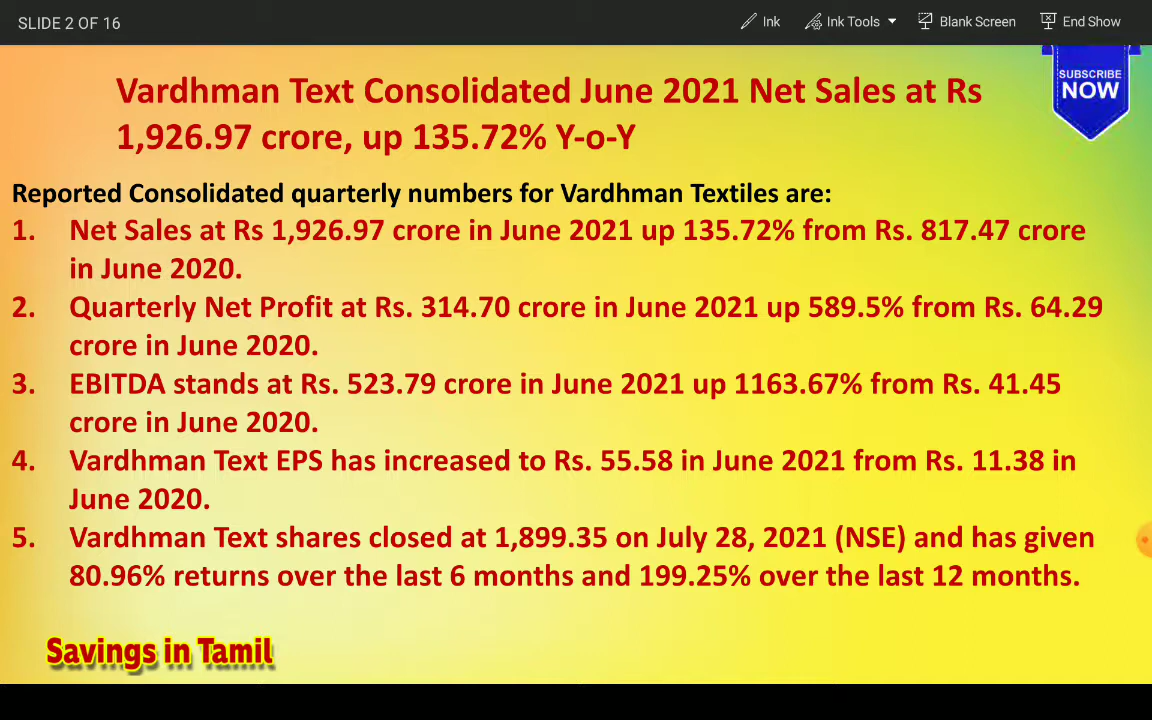 SLIDE 2 OF 16
Ink
Ink Tools
Blank Screen
End Show
SUBSCRIBE
NOW
Vardhman Text Consolidated June 2021 Net Sales at Rs
1,926.97 crore, up 135.72% Y-o-Y
Reported Consolidated quarterly numbers for Vardhman Textiles are:
1. Net Sales at Rs 1,926.97 crore in June 2021 up 135.72% from Rs. 817.47 crore
in June 2020.
2. Quarterly Net Profit at Rs. 314.70 crore in June 2021 up 589.5% from Rs. 64.29
crore in June 2020.
3. EBITDA stands at Rs. 523.79 crore in June 2021 up 1163.67% from Rs. 41.45
crore in June 2020.
4. Vardhman Text EPS has increased to Rs. 55.58 in June 2021 from Rs. 11.38 in
June 2020.
5. Vardhman Text shares closed at 1,899.35 on July 28, 2021 (NSE) and has given
80.96% returns over the last 6 months and 199.25% over the last 12 months.
Savings in Tamil